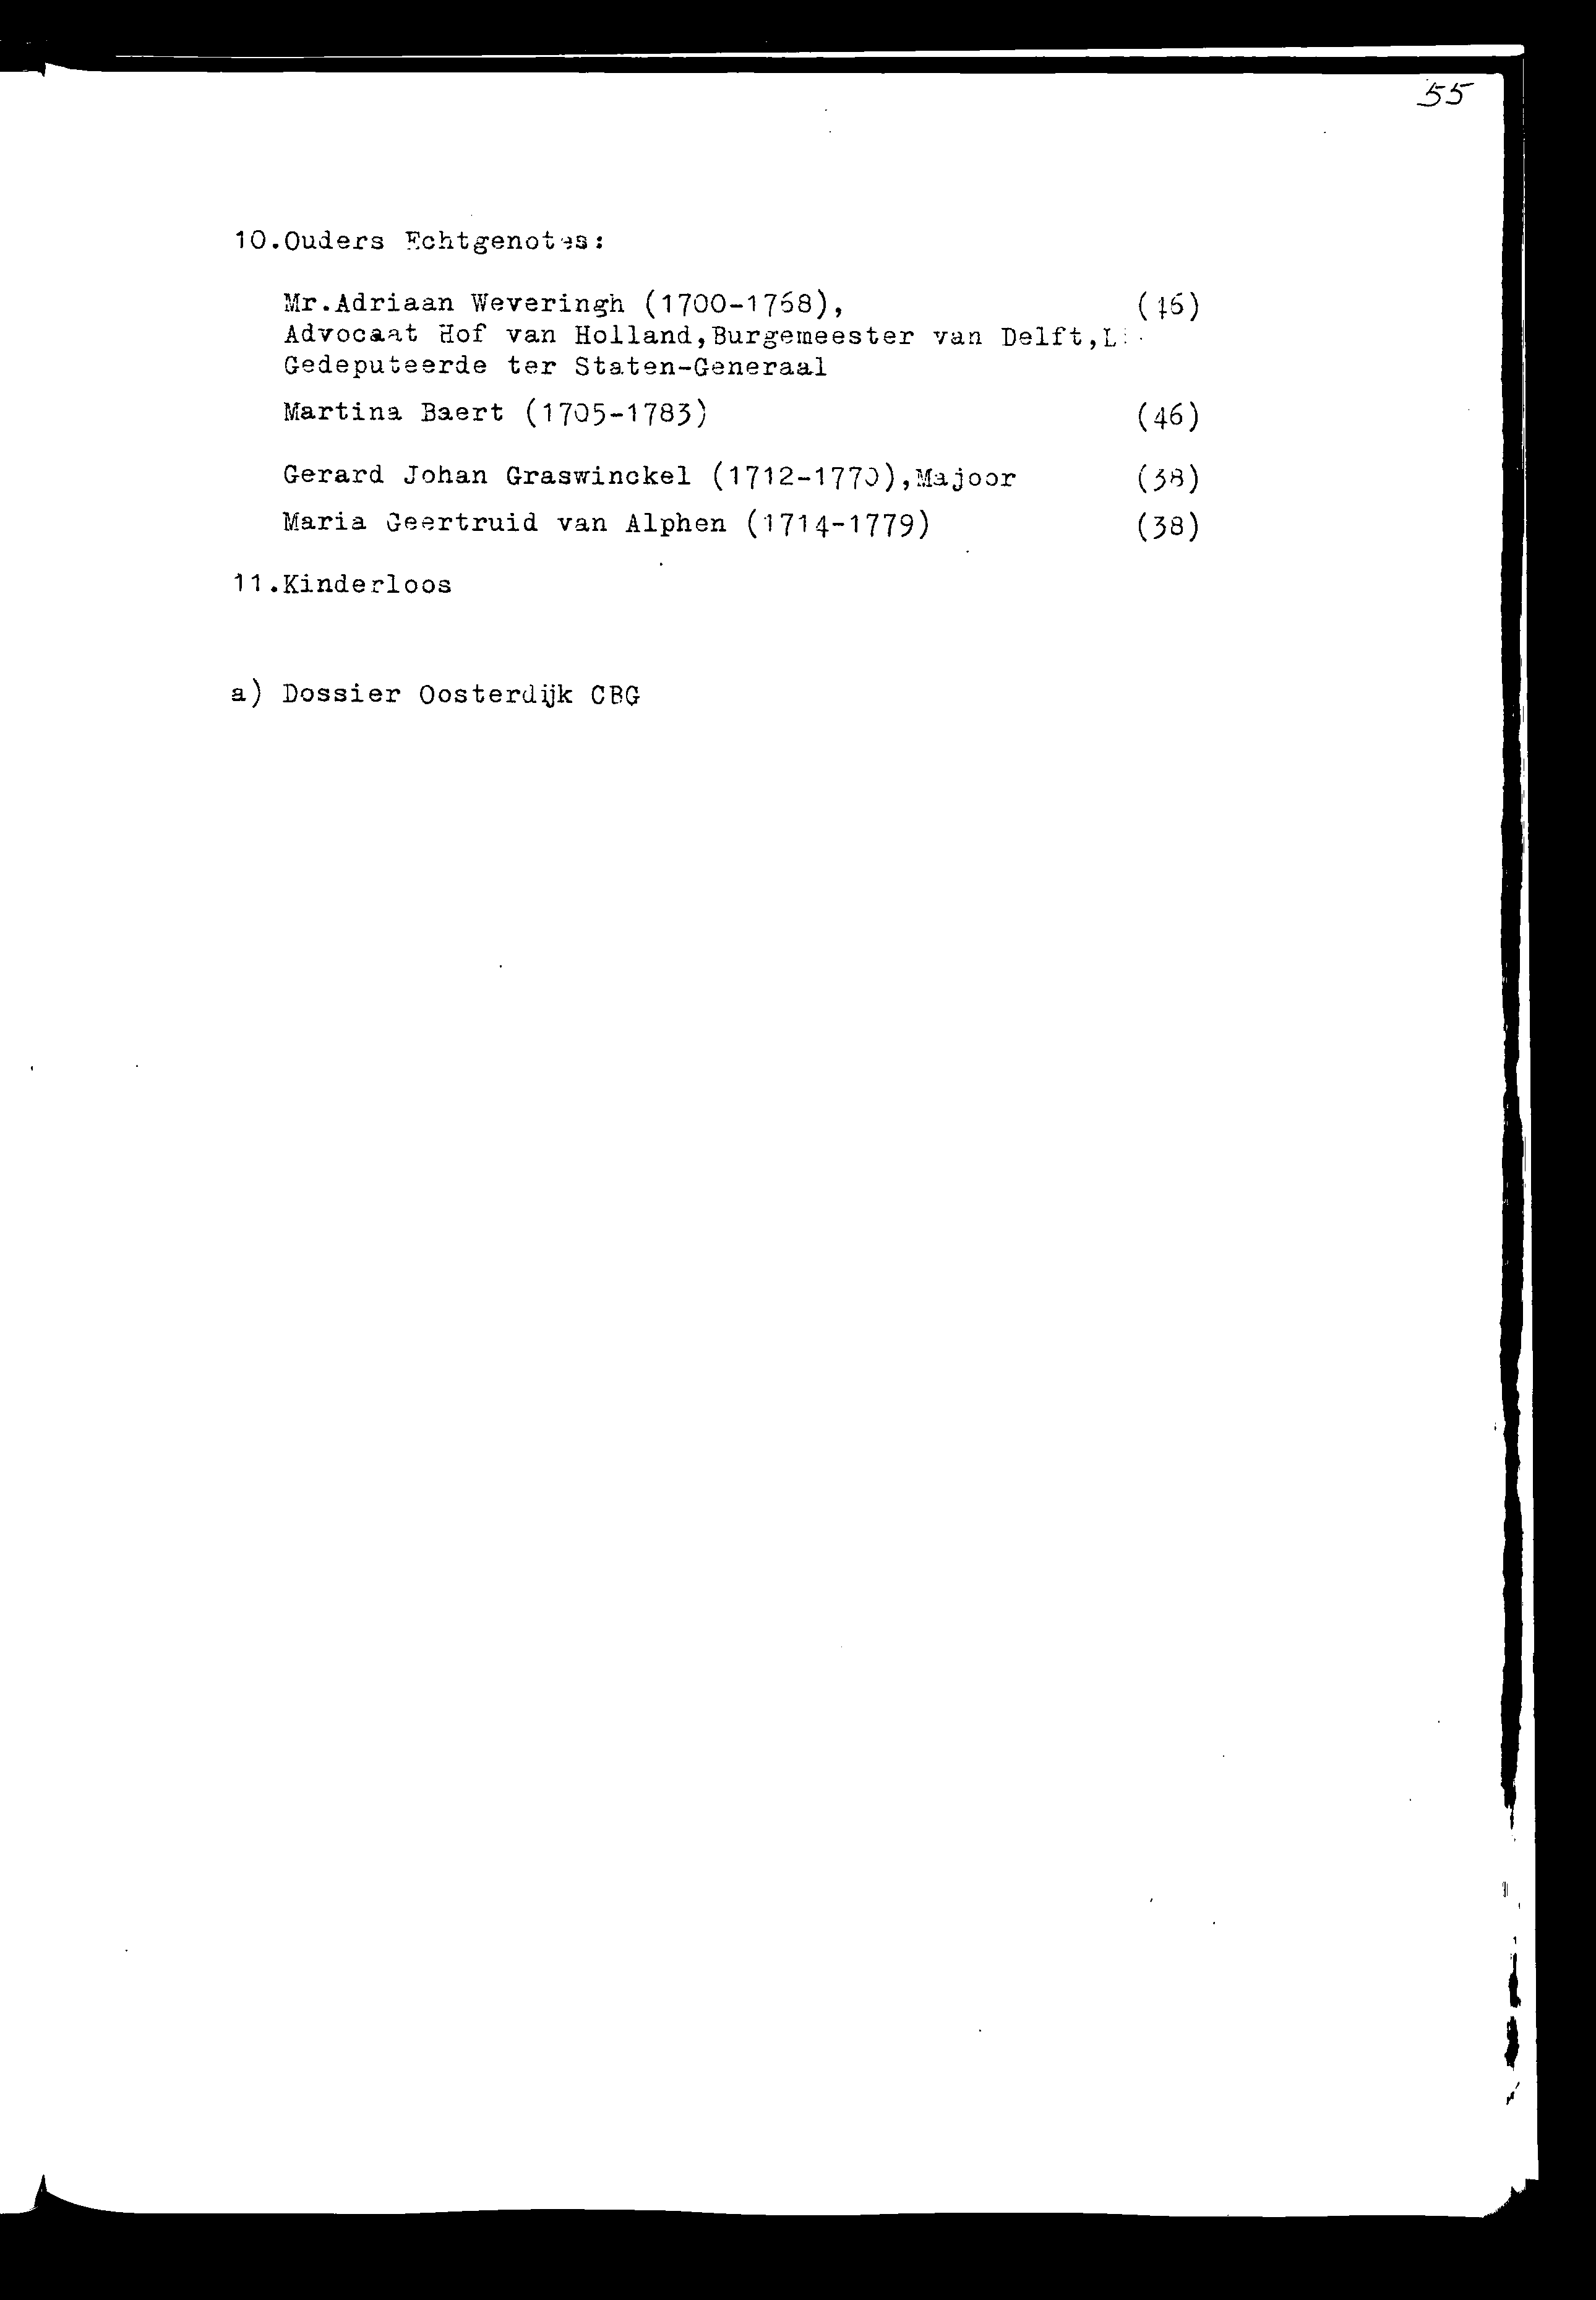 55
10.Ouders Echtgenotes:
Mr.Adriaan Weveringh (1700-1768), (46)
Advocaat Hof van Holland,Burgemeester van Delft,
Gedeputeerde ter Staten-Generaal
Martina Baert (1705-1783) (46)
Gerard Johan Graswinckel (1712-1770),Majoor (38)
Maria Geertruid van Alphen (1714-1779) (38)
11.Kinderloos
a) Dossier Oosterdijk CBG